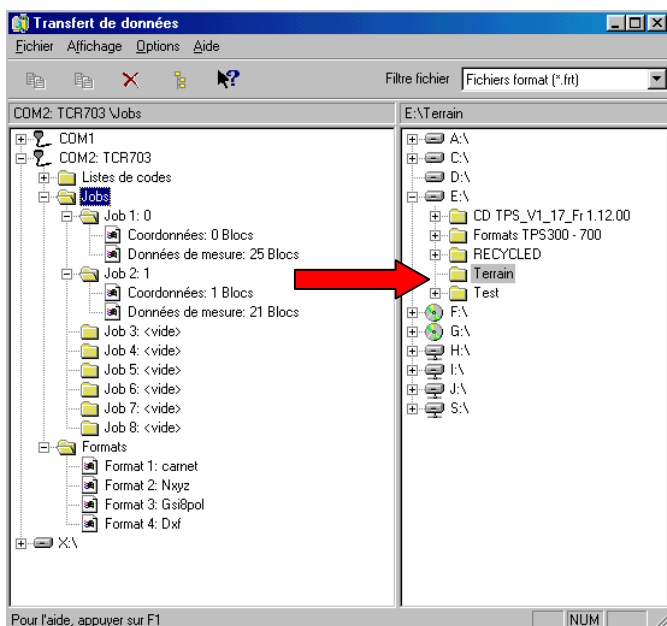 Transfert de données
Fichier Affichage Options Aide
Filtre fichier Fichiers format (*.frt)
COM2: TCR703 \Jobs
COM1
COM2: TCR703
Listes de codes
Jobs
Job 1: 0
Coordonnées: 0 Blocs
Données de mesure: 25 Blocs
Job 2: 1
Coordonnées: 1 Blocs
Données de mesure: 21 Blocs
Job 3: <vide>
Job 4: <vide>
Job 5: <vide>
Job 6: <vide>
Job 7: <vide>
Job 8: <vide>
Formats
Format 1: carnet
Format 2: Nxyz
Format 3: Gsi8pol
Format 4: Dxf
X:\
E:\Terrain
A:\
C:\
D:\
E:\
CD TPS_V1_17_Fr 1.12.00
Formats TPS300 - 700
RECYCLED
Terrain
Test
F:\
G:\
H:\
I:\
J:\
S:\
Pour l'aide, appuyer sur F1
NUM